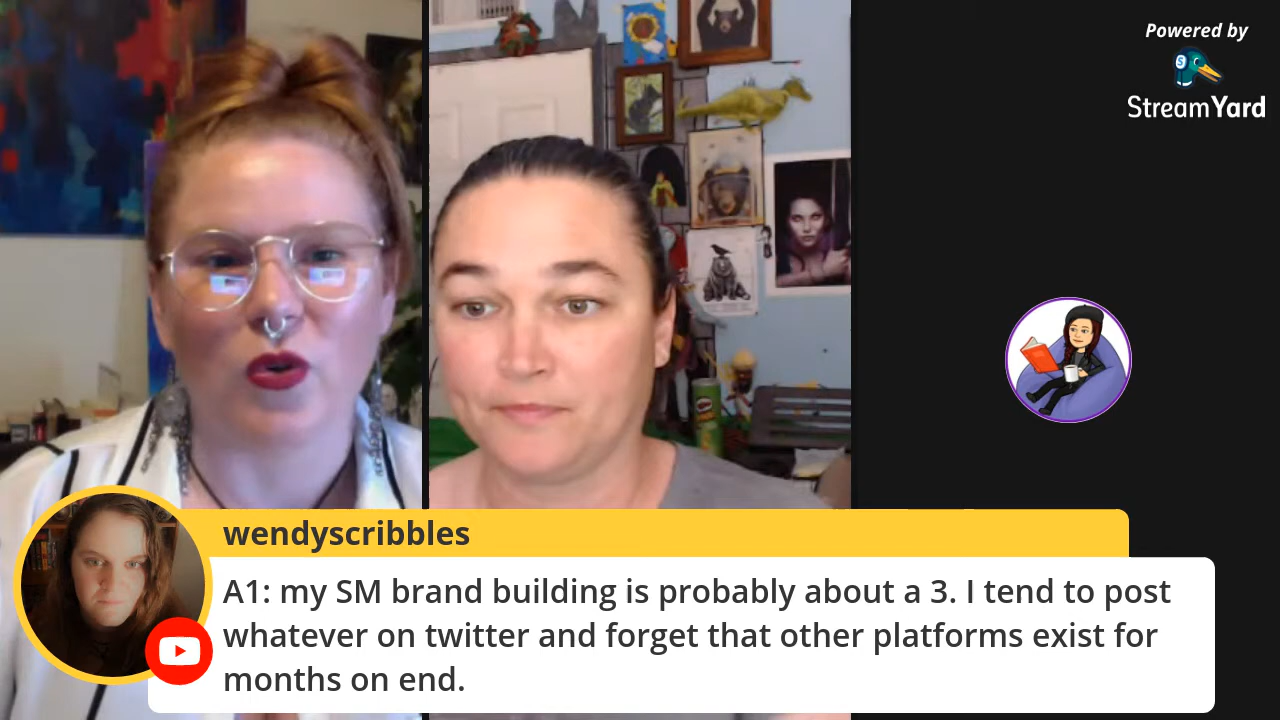 Powered by
StreamYard
wendyscribbles
A1: my SM brand building is probably about a 3. I tend to post
whatever on twitter and forget that other platforms exist for
months on end.